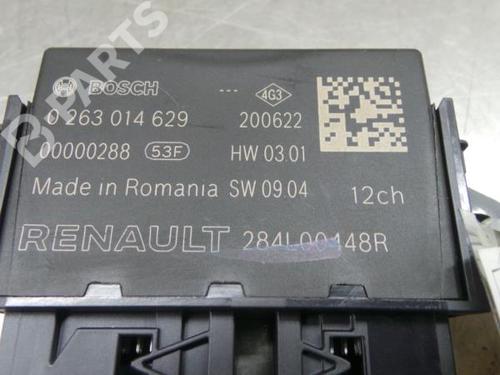 B PARTS
BOSCH --- 4G3
0 263 014 629 200622
00000288 53F HW 03.01
Made in Romania SW 09.04 12ch
RENAULT 284L00448R